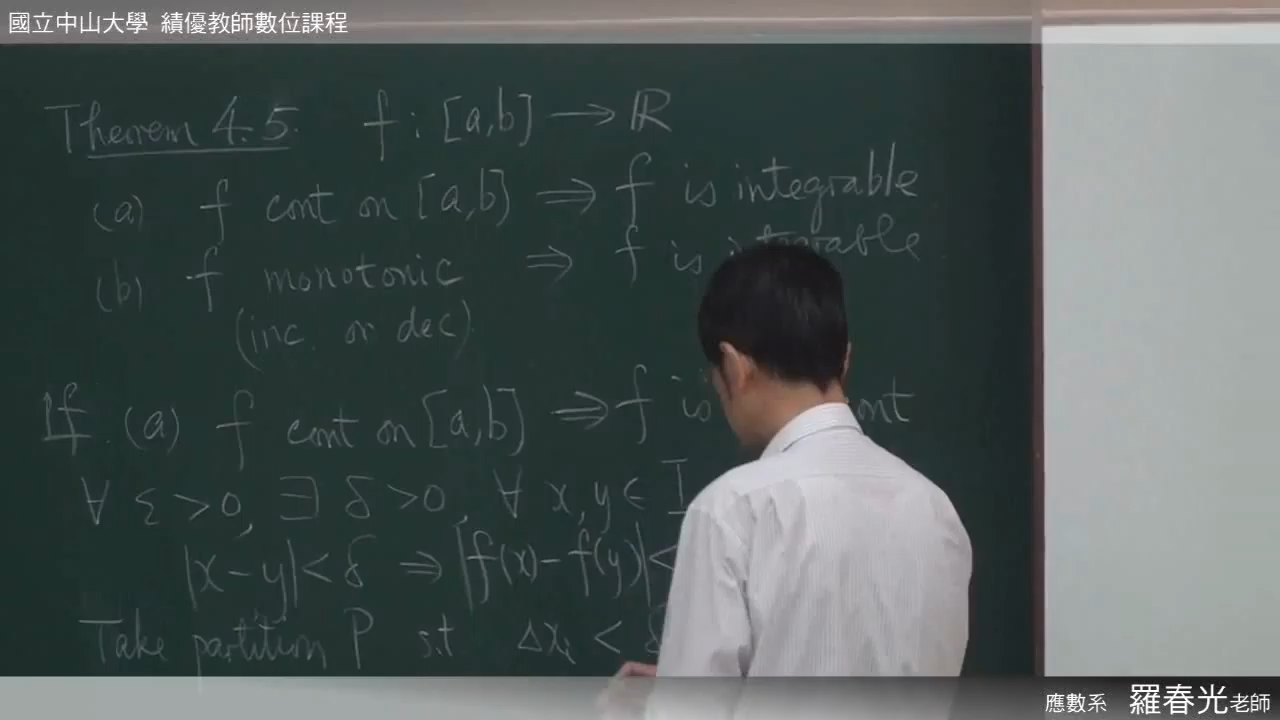 國立中山大學 績優教師數位課程
Theorem 4.5. f : [a,b] → ℝ
(a) f cont on [a,b] ⇒ f is integrable
(b) f monotonic ⇒ f is
(inc. or dec)
Pf. (a) f cont on [a,b] ⇒ f is
∀ ε > 0, ∃ δ > 0, ∀ x, y ∈ I
|x - y| < δ ⇒ |f(x) - f(y)| <
Take partition P s.t Δxᵢ < δ
應數系 羅春光老師